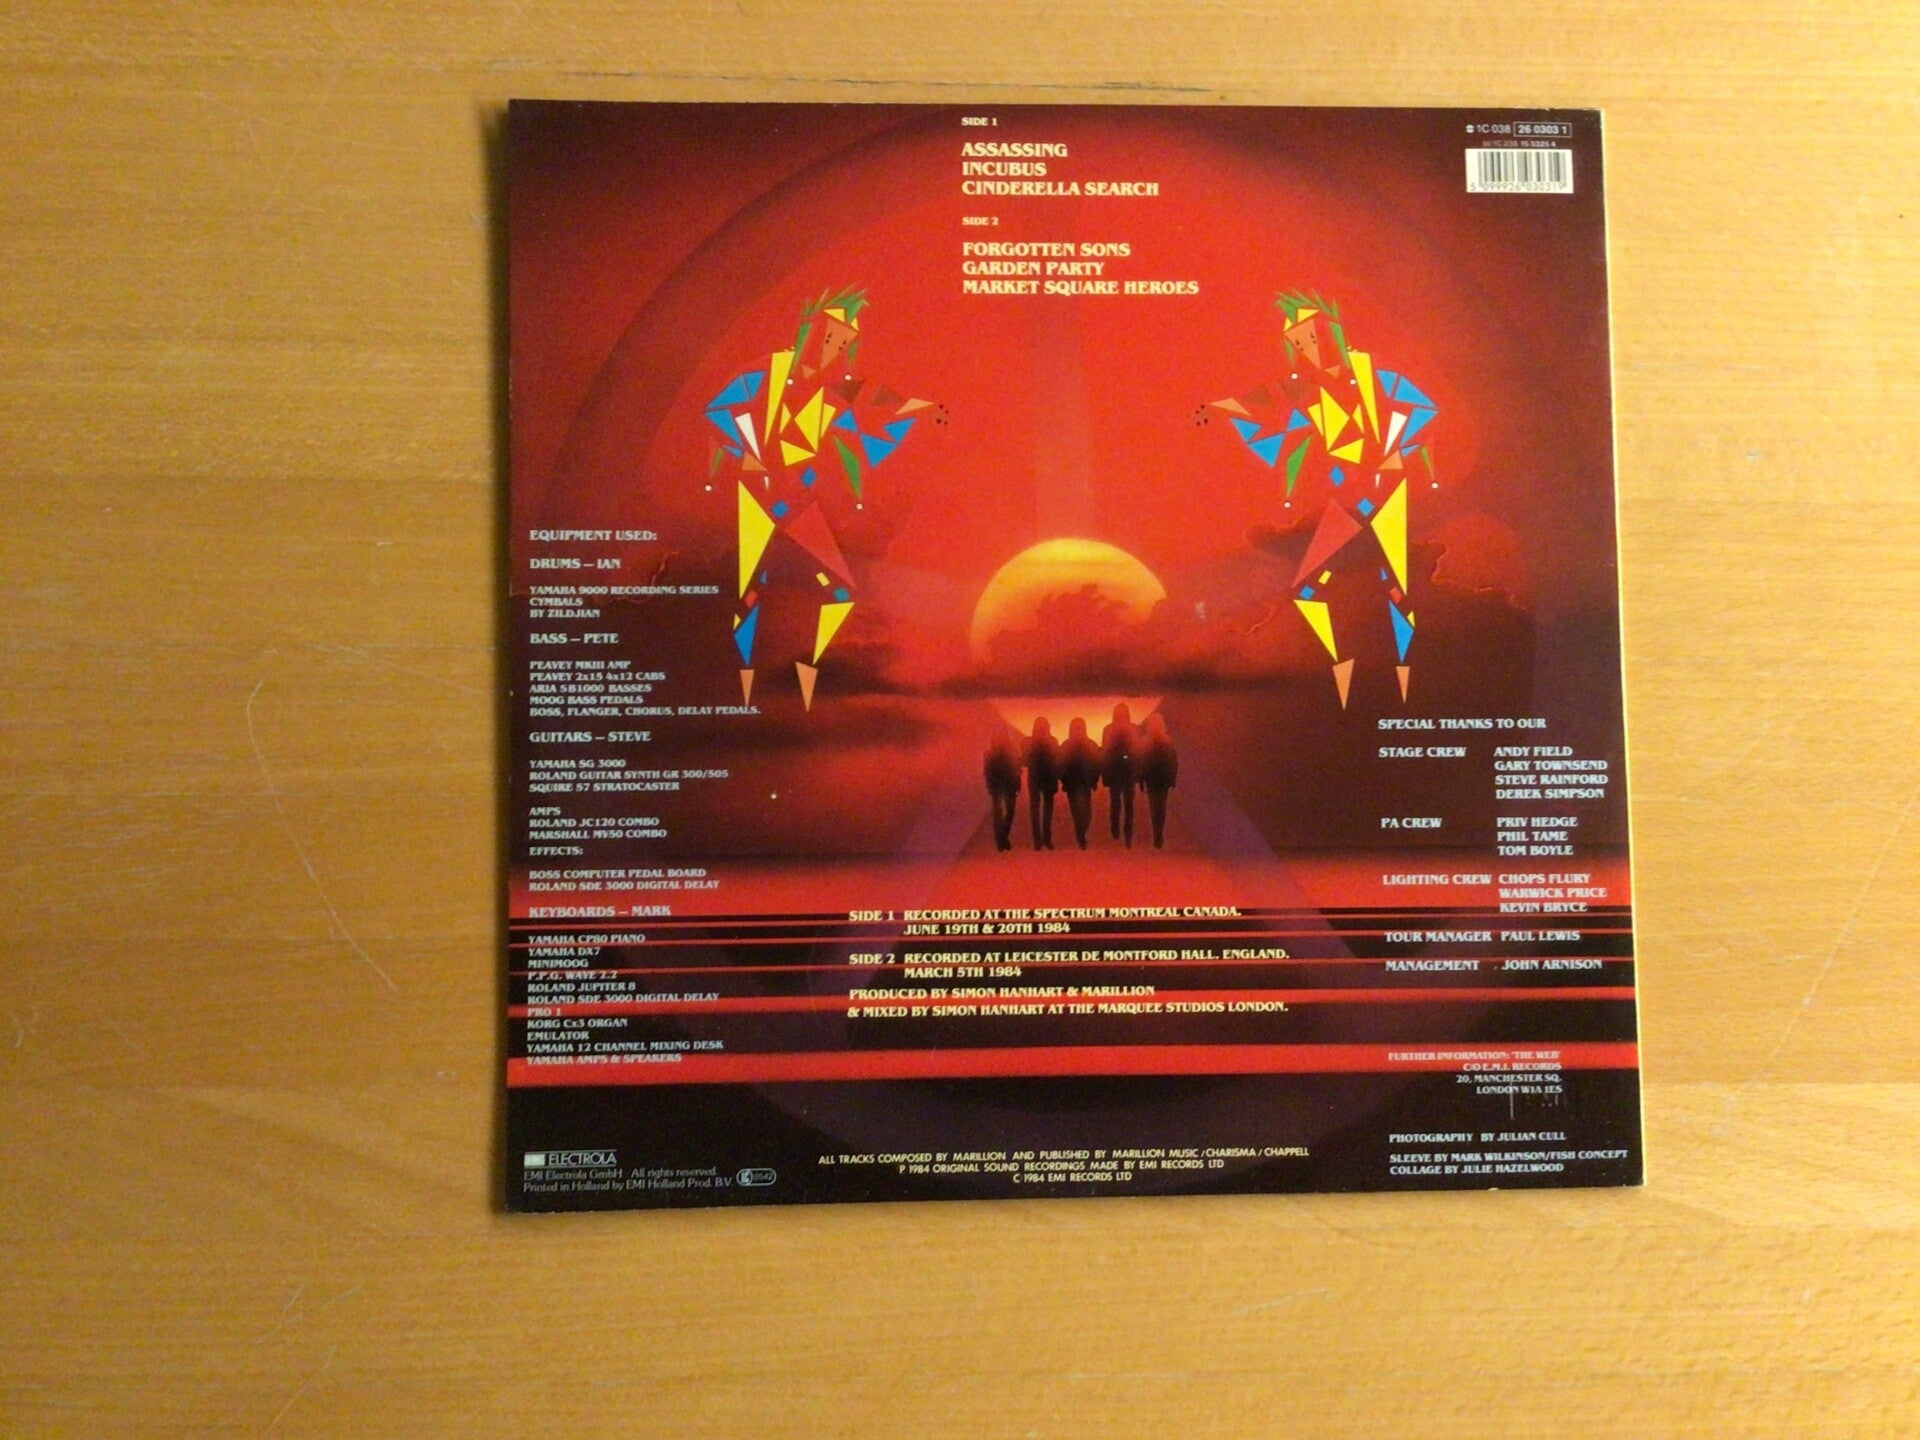 SIDE 1
ASSASSING
INCUBUS
CINDERELLA SEARCH
SIDE 2
FORGOTTEN SONS
GARDEN PARTY
MARKET SQUARE HEROES
1C 038 26 0303 1
1C 238 15 5325 4
5 099926 030319
EQUIPMENT USED:
DRUMS – IAN
YAMAHA 9000 RECORDING SERIES
CYMBALS
BY ZILDJIAN
BASS – PETE
PEAVEY MKIII AMP
PEAVEY 2x15 4x12 CABS
ARIA SB1000 BASSES
MOOG BASS PEDALS
BOSS, FLANGER, CHORUS, DELAY PEDALS.
GUITARS – STEVE
YAMAHA SG 3000
ROLAND GUITAR SYNTH GR 300/505
SQUIRE 57 STRATOCASTER
AMPS
ROLAND JC120 COMBO
MARSHALL MV50 COMBO
EFFECTS:
BOSS COMPUTER PEDAL BOARD
ROLAND SDE 3000 DIGITAL DELAY
KEYBOARDS – MARK
YAMAHA CP80 PIANO
YAMAHA DX7
MINIMOOG
P.P.G. WAVE 2.2
ROLAND JUPITER 8
ROLAND SDE 3000 DIGITAL DELAY
PRO 1
KORG Cx3 ORGAN
EMULATOR
YAMAHA 12 CHANNEL MIXING DESK
YAMAHA AMPS & SPEAKERS
SIDE 1 RECORDED AT THE SPECTRUM MONTREAL CANADA.
JUNE 19TH & 20TH 1984
SIDE 2 RECORDED AT LEICESTER DE MONTFORD HALL. ENGLAND.
MARCH 5TH 1984
PRODUCED BY SIMON HANHART & MARILLION
& MIXED BY SIMON HANHART AT THE MARQUEE STUDIOS LONDON.
SPECIAL THANKS TO OUR
STAGE CREW ANDY FIELD
GARY TOWNSEND
STEVE RAINFORD
DEREK SIMPSON
PA CREW PRIV HEDGE
PHIL TAME
TOM BOYLE
LIGHTING CREW CHOPS FLURY
WARWICK PRICE
KEVIN BRYCE
TOUR MANAGER PAUL LEWIS
MANAGEMENT JOHN ARNISON
FURTHER INFORMATION: 'THE WEB'
C/O E.M.I. RECORDS
20, MANCHESTER SQ.
LONDON W1A 1ES
PHOTOGRAPHY BY JULIAN CULL
SLEEVE BY MARK WILKINSON/FISH CONCEPT
COLLAGE BY JULIE HAZELWOOD
ALL TRACKS COMPOSED BY MARILLION AND PUBLISHED BY MARILLION MUSIC/CHARISMA/CHAPPELL
P 1984 ORIGINAL SOUND RECORDINGS MADE BY EMI RECORDS LTD
C 1984 EMI RECORDS LTD
EMI ELECTROLA
EMI Electrola GmbH · All rights reserved.
Printed in Holland by EMI Holland Prod. B.V. LC 0542